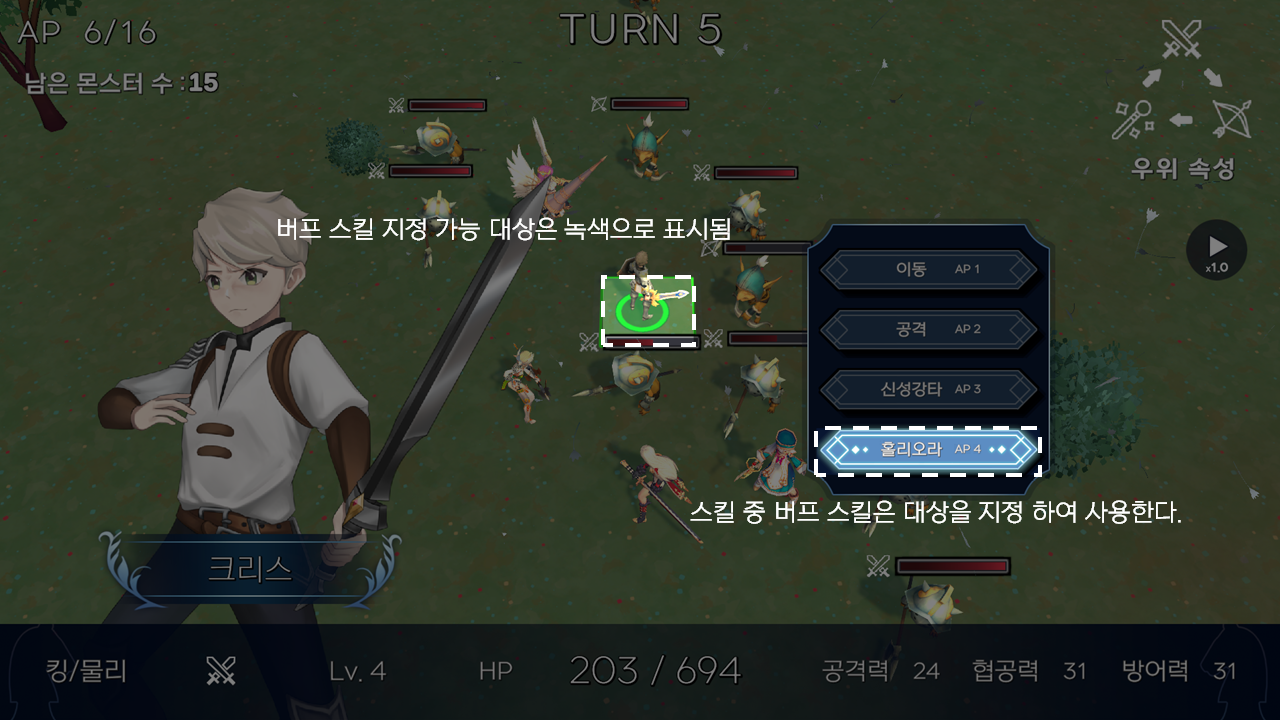 AP 6/16
TURN 5
남은 몬스터 수 : 15
우위 속성
버프 스킬 지정 가능 대상은 녹색으로 표시됨
x1.0
이동 AP 1
공격 AP 2
신성강타 AP 3
홀리오라 AP 4
스킬 중 버프 스킬은 대상을 지정 하여 사용한다.
크리스
킹/물리 Lv. 4 HP 203 / 694 공격력 24 협공력 31 방어력 31